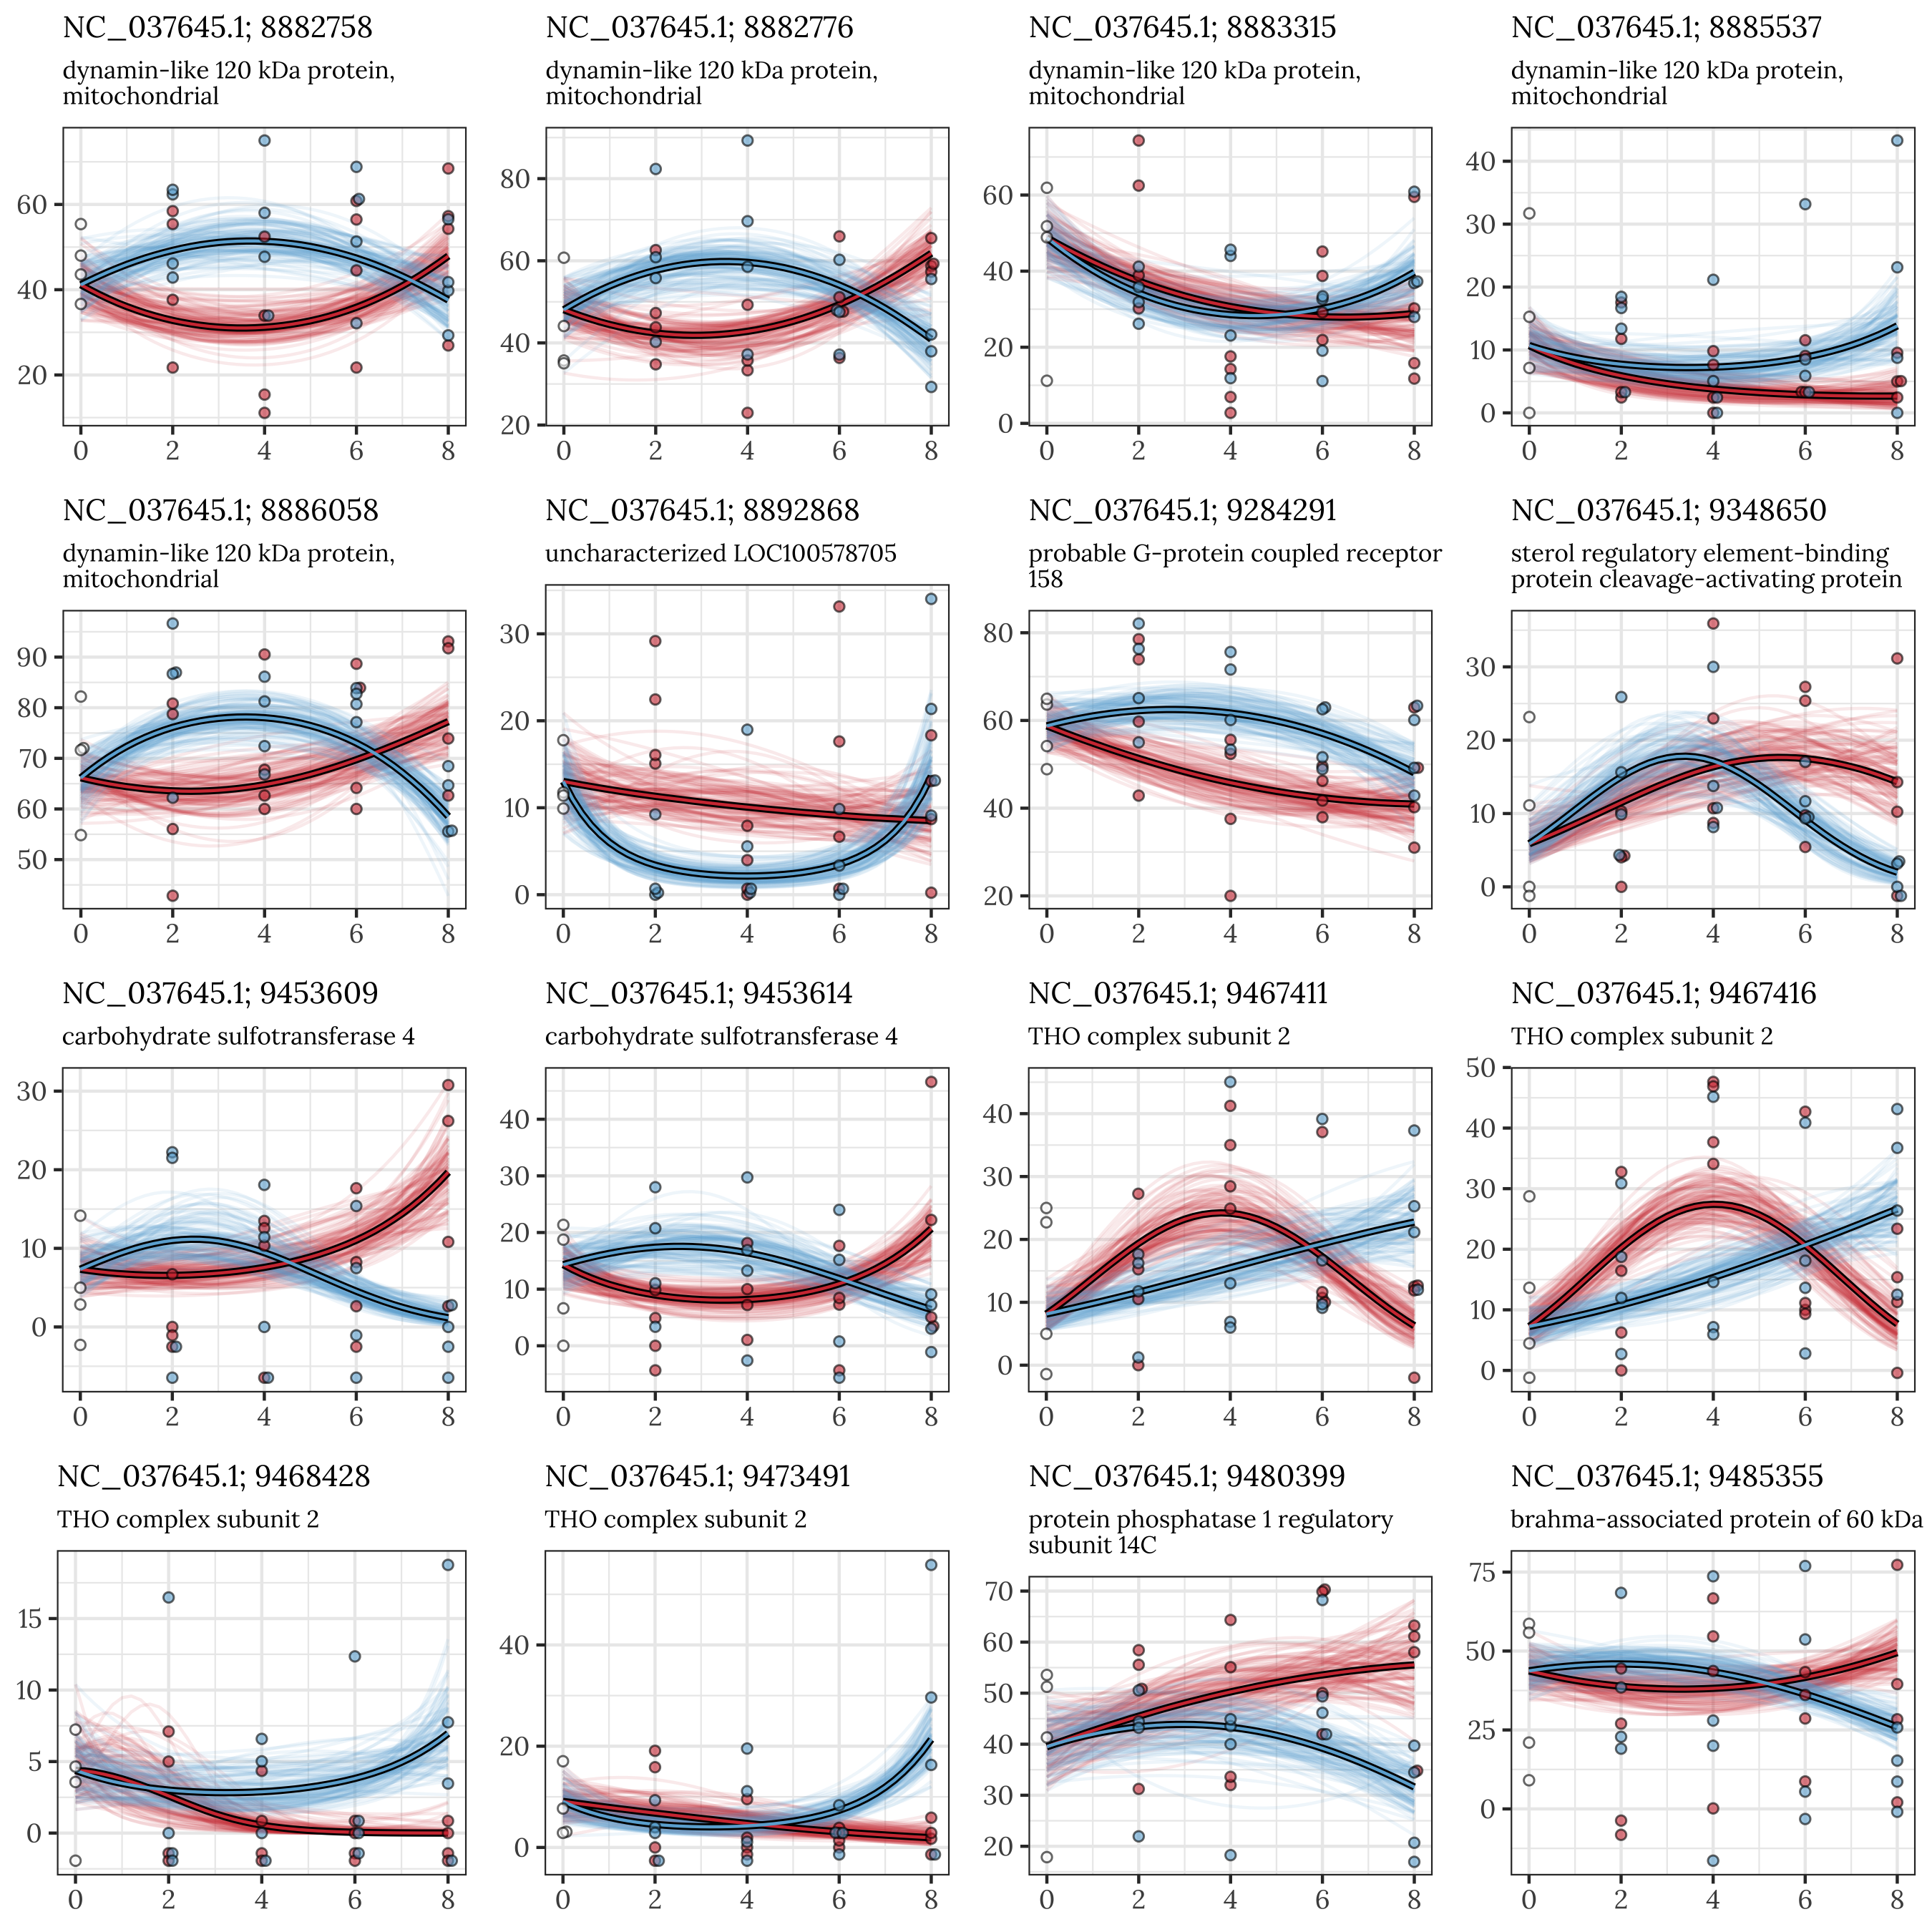 NC_037645.1; 8882758
dynamin-like 120 kDa protein,
mitochondrial
60
40
20
0 2 4 6 8
NC_037645.1; 8882776
dynamin-like 120 kDa protein,
mitochondrial
80
60
40
20
0 2 4 6 8
NC_037645.1; 8883315
dynamin-like 120 kDa protein,
mitochondrial
60
40
20
0
0 2 4 6 8
NC_037645.1; 8885537
dynamin-like 120 kDa protein,
mitochondrial
40
30
20
10
0
0 2 4 6 8
NC_037645.1; 8886058
dynamin-like 120 kDa protein,
mitochondrial
90
80
70
60
50
0 2 4 6 8
NC_037645.1; 8892868
uncharacterized LOC100578705
30
20
10
0
0 2 4 6 8
NC_037645.1; 9284291
probable G-protein coupled receptor
158
80
60
40
20
0 2 4 6 8
NC_037645.1; 9348650
sterol regulatory element-binding
protein cleavage-activating protein
30
20
10
0
0 2 4 6 8
NC_037645.1; 9453609
carbohydrate sulfotransferase 4
30
20
10
0
0 2 4 6 8
NC_037645.1; 9453614
carbohydrate sulfotransferase 4
40
30
20
10
0
0 2 4 6 8
NC_037645.1; 9467411
THO complex subunit 2
40
30
20
10
0
0 2 4 6 8
NC_037645.1; 9467416
THO complex subunit 2
50
40
30
20
10
0
0 2 4 6 8
NC_037645.1; 9468428
THO complex subunit 2
15
10
5
0
0 2 4 6 8
NC_037645.1; 9473491
THO complex subunit 2
40
20
0
0 2 4 6 8
NC_037645.1; 9480399
protein phosphatase 1 regulatory
subunit 14C
70
60
50
40
30
20
0 2 4 6 8
NC_037645.1; 9485355
brahma-associated protein of 60 kDa
75
50
25
0
0 2 4 6 8